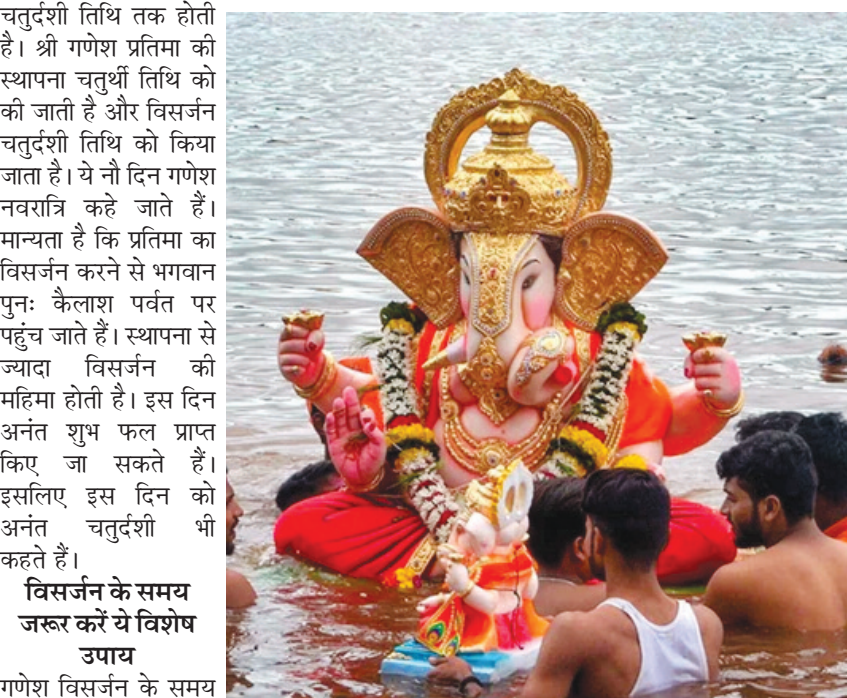 चतुर्दशी तिथि तक होती
है। श्री गणेश प्रतिमा की
स्थापना चतुर्थी तिथि को
की जाती है और विसर्जन
चतुर्दशी तिथि को किया
जाता है। ये नौ दिन गणेश
नवरात्रि कहे जाते हैं।
मान्यता है कि प्रतिमा का
विसर्जन करने से भगवान
पुनः कैलाश पर्वत पर
पहुंच जाते हैं। स्थापना से
ज्यादा विसर्जन की
महिमा होती है। इस दिन
अनंत शुभ फल प्राप्त
किए जा सकते हैं।
इसलिए इस दिन को
अनंत चतुर्दशी भी
कहते हैं।
विसर्जन के समय
जरूर करें ये विशेष
उपाय
गणेश विसर्जन के समय